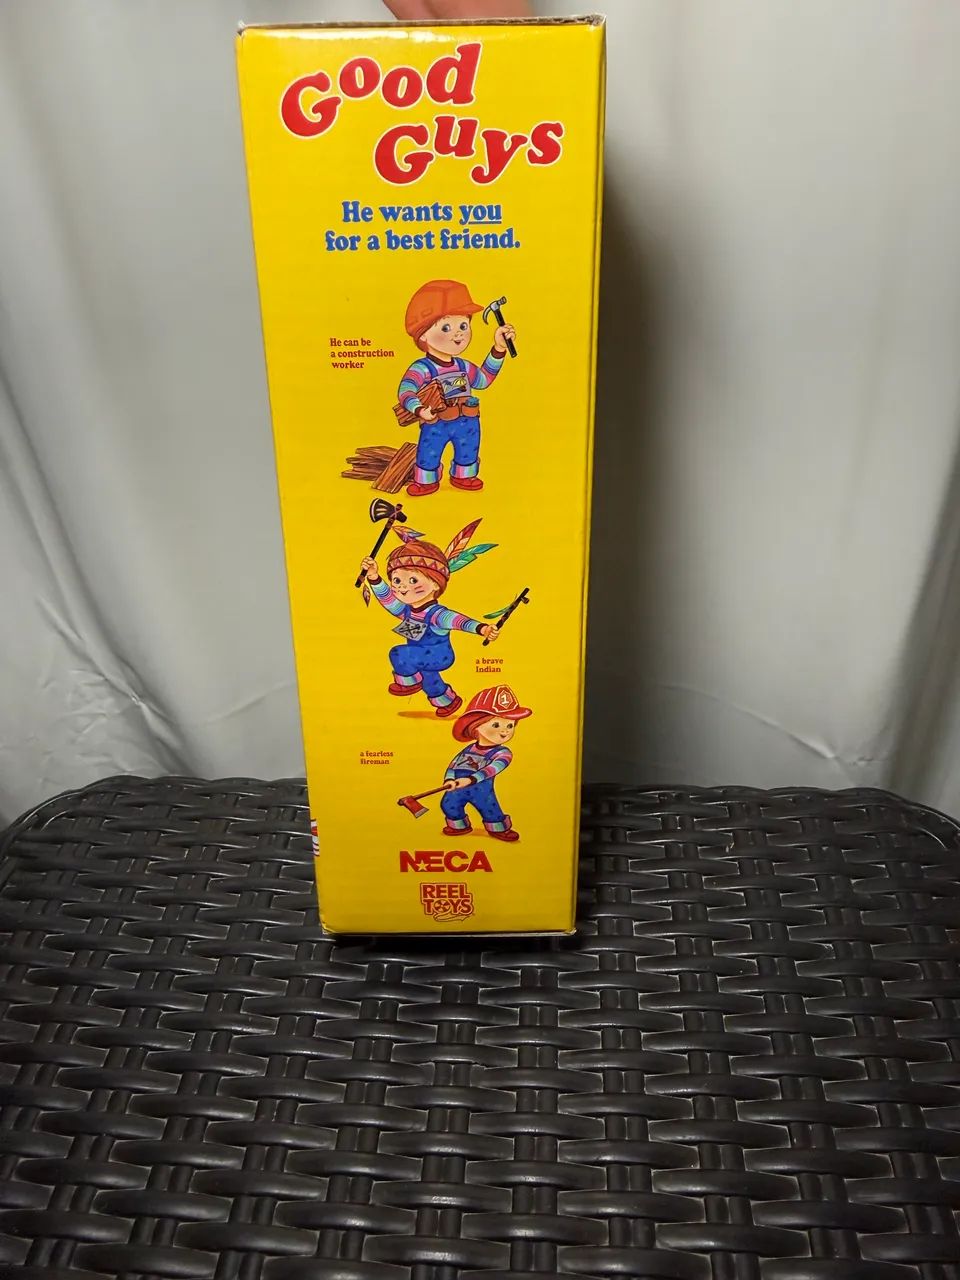 Good
Guys
He wants you
for a best friend.
He can be
a construction
worker
a brave
Indian
1
a fearless
fireman
NECA
REEL
TOYS